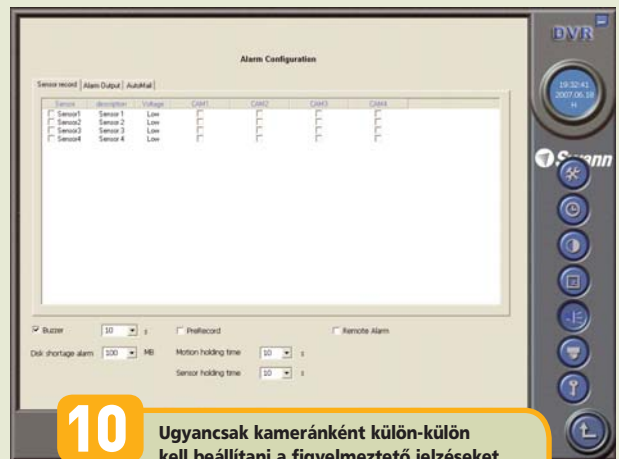 DVR
Alarm Configuration
19:32:41
2007.06.18
H
Swann
Sensor record Alarm Output AutoMail
Sensor description Voltage CAM1 CAM2 CAM3 CAM4
Sensor1 Sensor 1 Low
Sensor2 Sensor 2 Low
Sensor3 Sensor 3 Low
Sensor4 Sensor 4 Low
Buzzer 10 s PreRecord Remote Alarm
Disk shortage alarm 100 MB Motion holding time 10 s
Sensor holding time 10 s
10
Ugyancsak kameránként külön-külön
kell beállítani a figyelmeztető jelzéseket